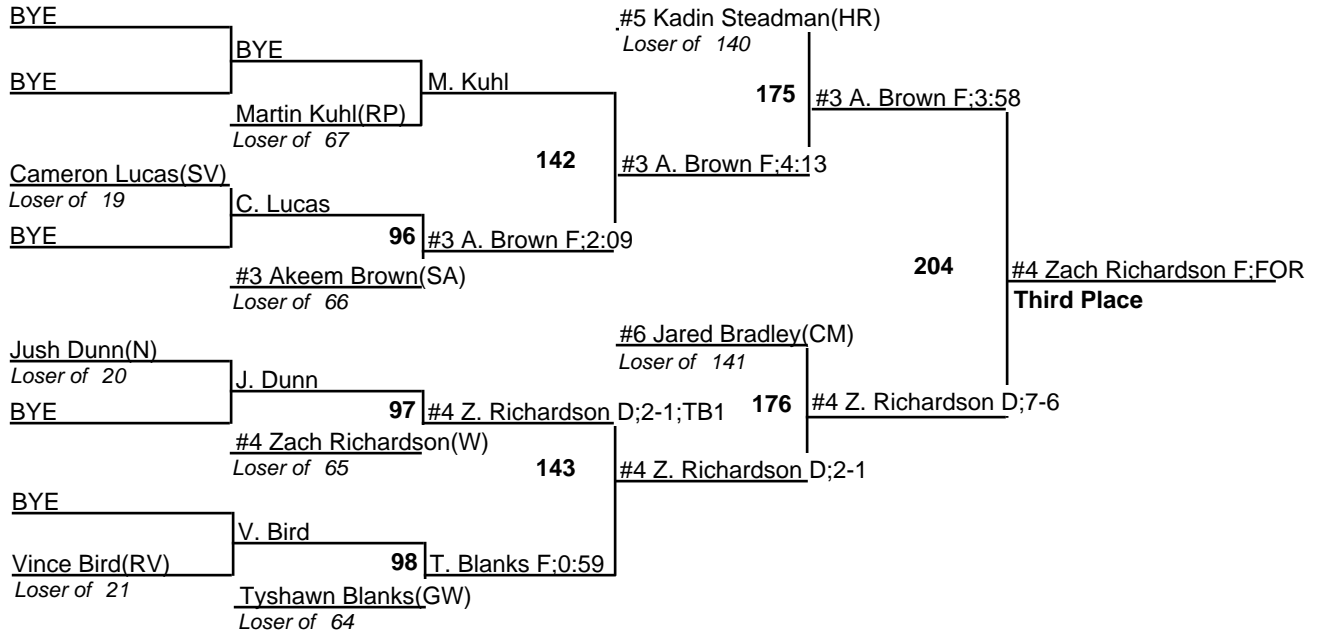 BYE
BYE
BYE
Martin Kuhl(RP)
Loser of 67
M. Kuhl
Cameron Lucas(SV)
Loser of 19
BYE
C. Lucas
96
#3 Akeem Brown(SA)
Loser of 66
#3 A. Brown F;2:09
142
#3 A. Brown F;4:13
#5 Kadin Steadman(HR)
Loser of 140
175
#3 A. Brown F;3:58
Jush Dunn(N)
Loser of 20
BYE
J. Dunn
97
#4 Zach Richardson(W)
Loser of 65
#4 Z. Richardson D;2-1;TB1
BYE
Vince Bird(RV)
Loser of 21
V. Bird
98
Tyshawn Blanks(GW)
Loser of 64
T. Blanks F;0:59
143
#4 Z. Richardson D;2-1
#6 Jared Bradley(CM)
Loser of 141
176
#4 Z. Richardson D;7-6
204
#4 Zach Richardson F;FOR
Third Place